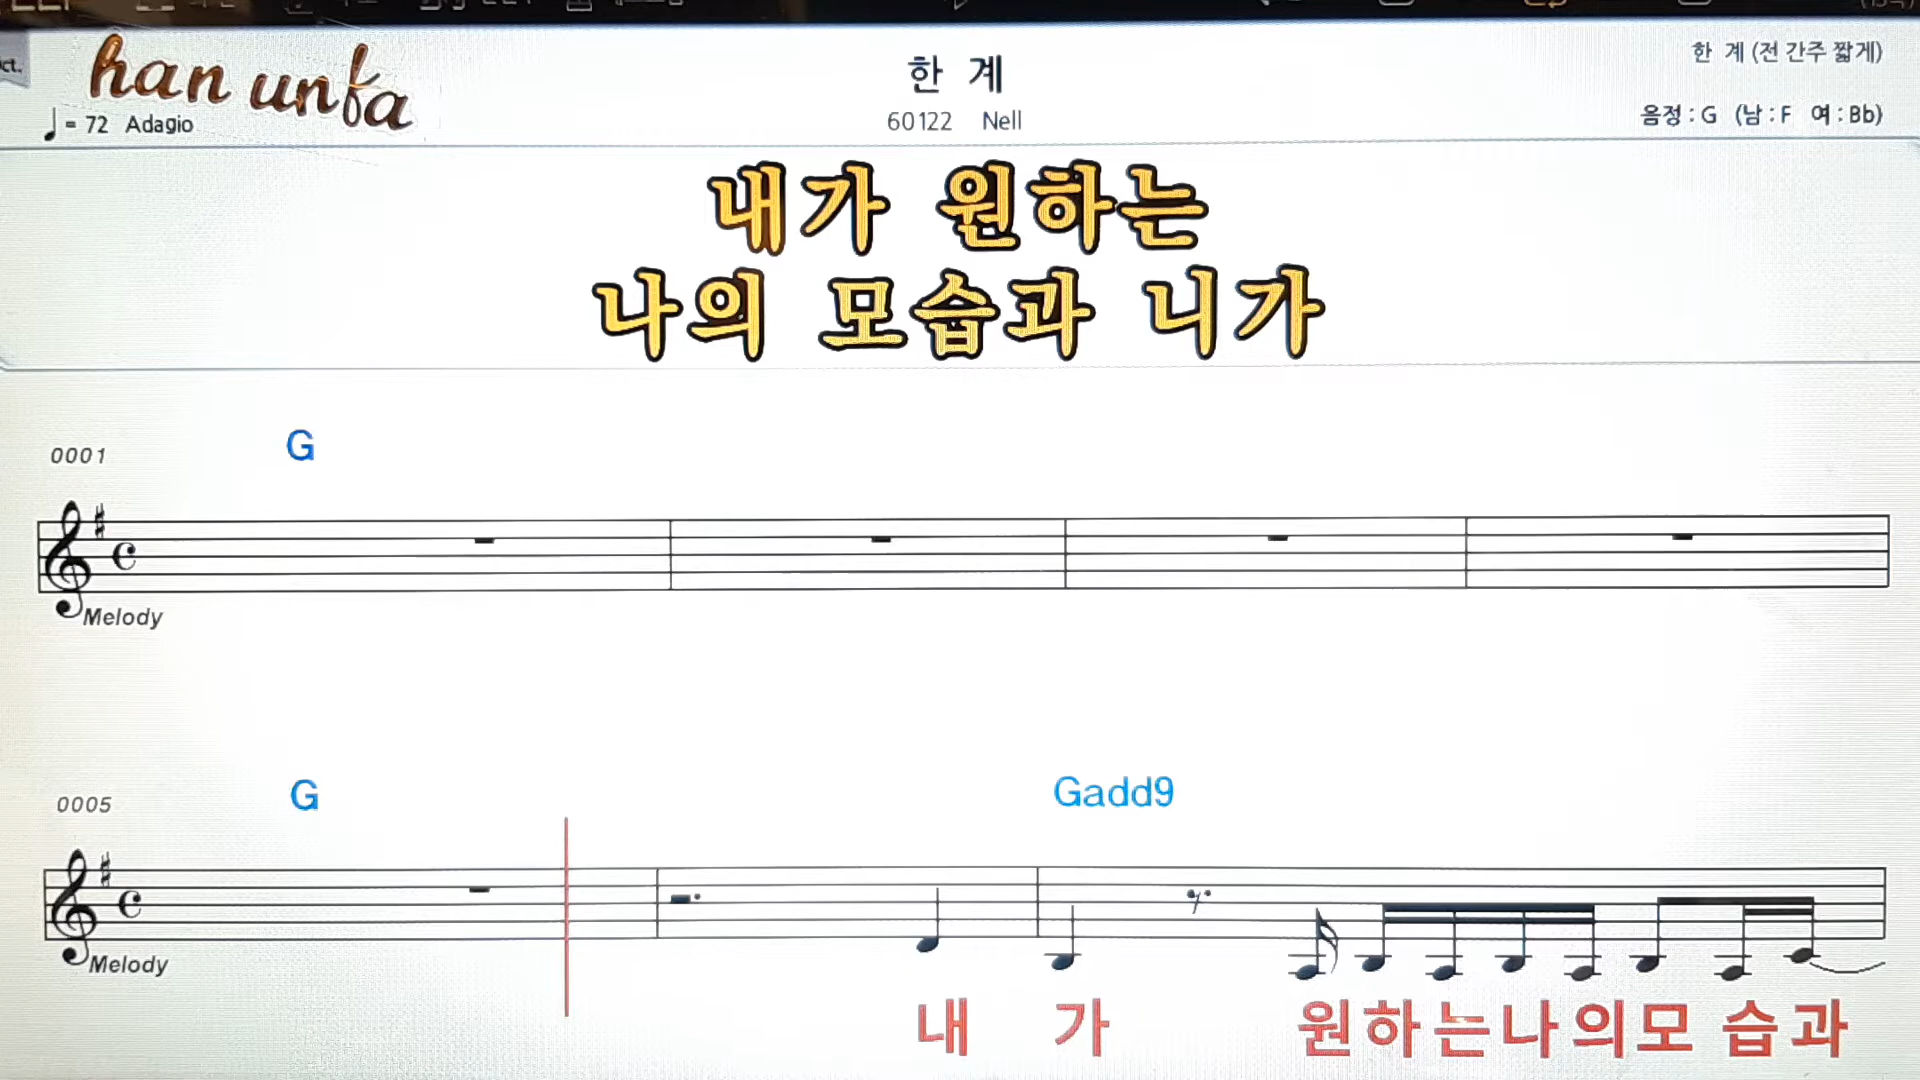 ct.
han unfa
한 계
한 계 (전 간주 짧게)
♩ = 72 Adagio
60122 Nell
음정 : G (남 : F 여 : Bb)
내가 원하는
나의 모습과 니가
0001
G
Melody
0005
G
Gadd9
Melody
내 가 원하는나의모 습과